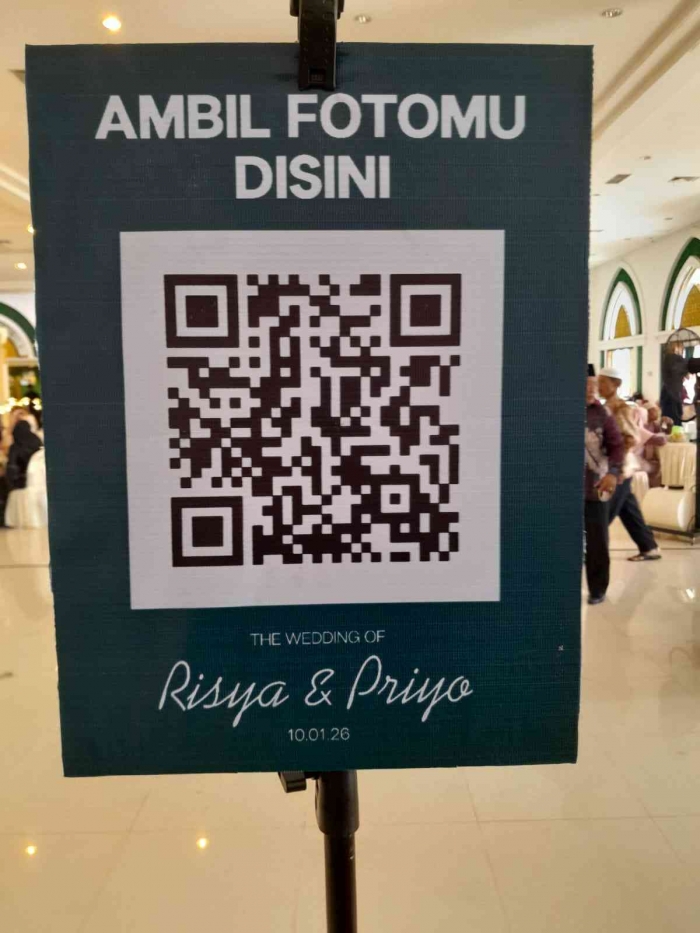 AMBIL FOTOMU
DISINI
THE WEDDING OF
Risya & Priyo
10.01.26